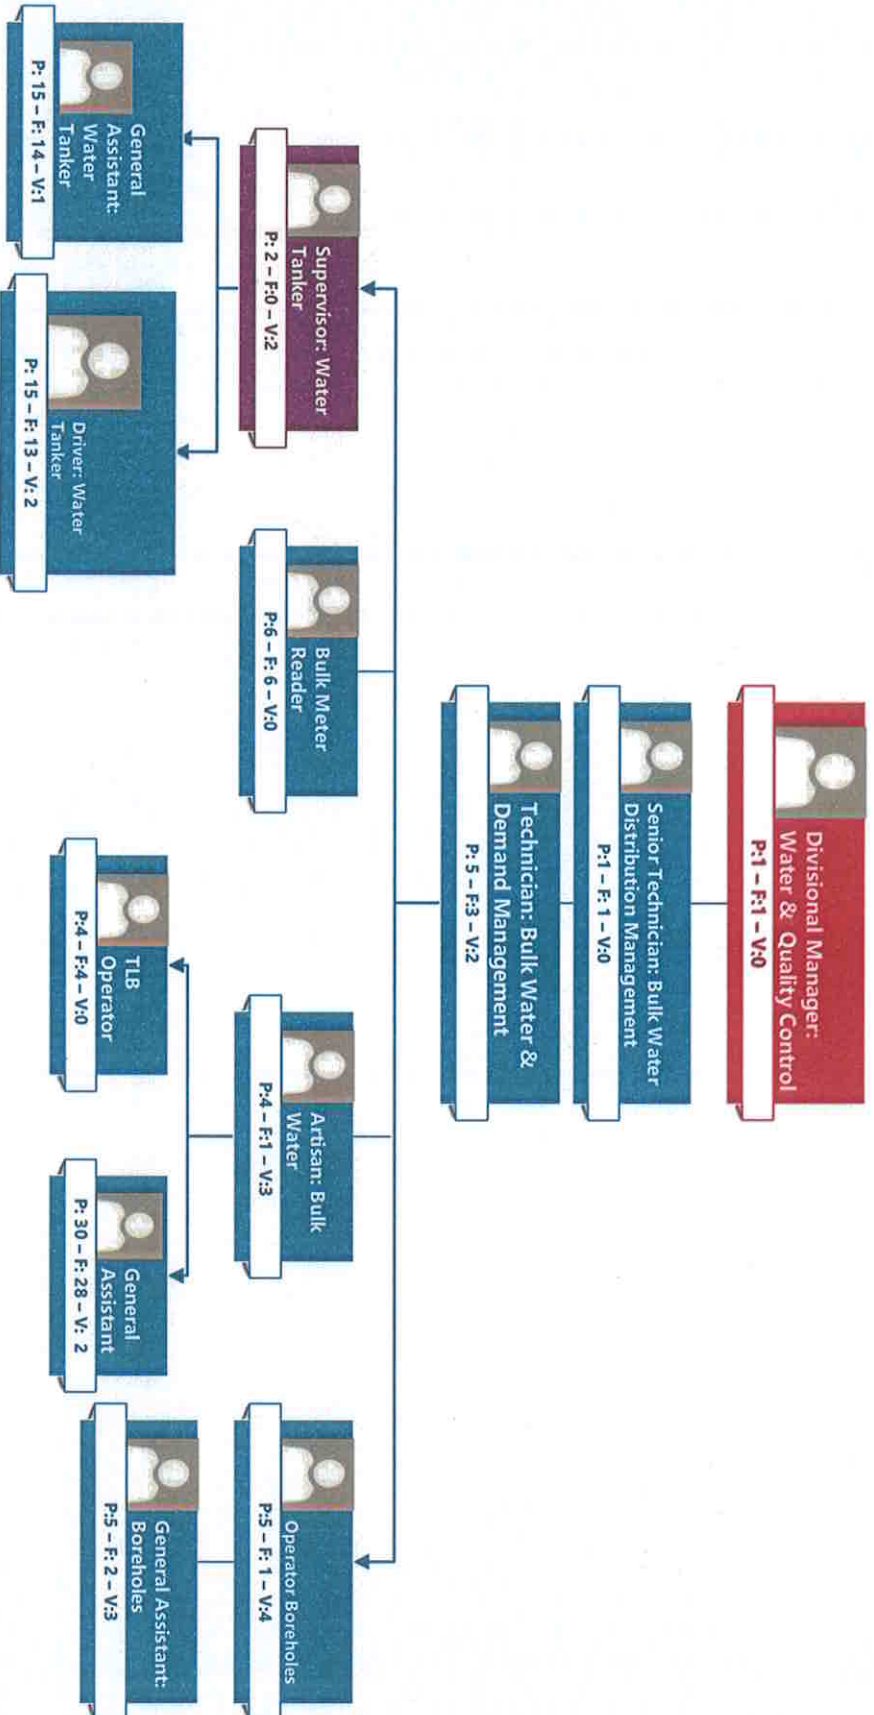 Divisional Manager:
Water & Quality Control
P:1 – F:1 – V:0
Senior Technician: Bulk Water
Distribution Management
P:1 – F: 1 – V:0
Technician: Bulk Water &
Demand Management
P: 5 – F:3 – V:2
Supervisor: Water
Tanker
P: 2 – F:0 – V:2
Bulk Meter
Reader
P:6 – F: 6 – V:0
Artisan: Bulk
Water
P:4 – F:1 – V:3
Operator Boreholes
P:5 – F: 1 – V:4
General
Assistant:
Water
Tanker
P: 15 – F: 14 – V:1
Driver: Water
Tanker
P: 15 – F: 13 – V: 2
TLB
Operator
P:4 – F:4 – V:0
General
Assistant
P: 30 – F: 28 – V: 2
General Assistant:
Boreholes
P:5 – F: 2 – V:3